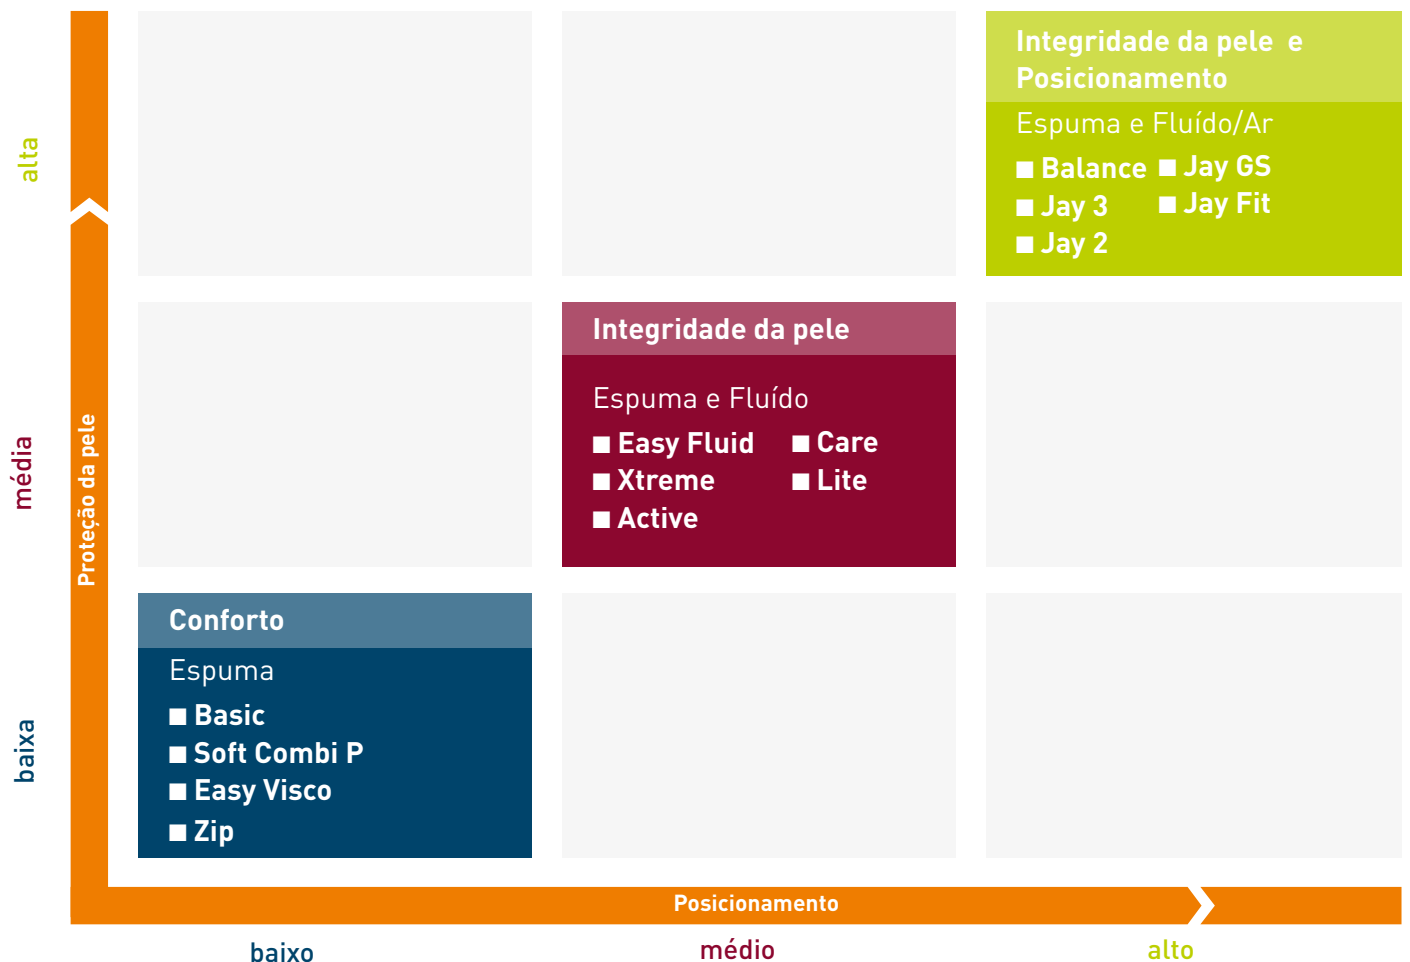 alta
Integridade da pele e
Posicionamento
Espuma e Fluído/Ar
■ Balance ■ Jay GS
■ Jay 3 ■ Jay Fit
■ Jay 2
média
Proteção da pele
Integridade da pele
Espuma e Fluído
■ Easy Fluid ■ Care
■ Xtreme ■ Lite
■ Active
baixa
Conforto
Espuma
■ Basic
■ Soft Combi P
■ Easy Visco
■ Zip
Posicionamento
baixo médio alto